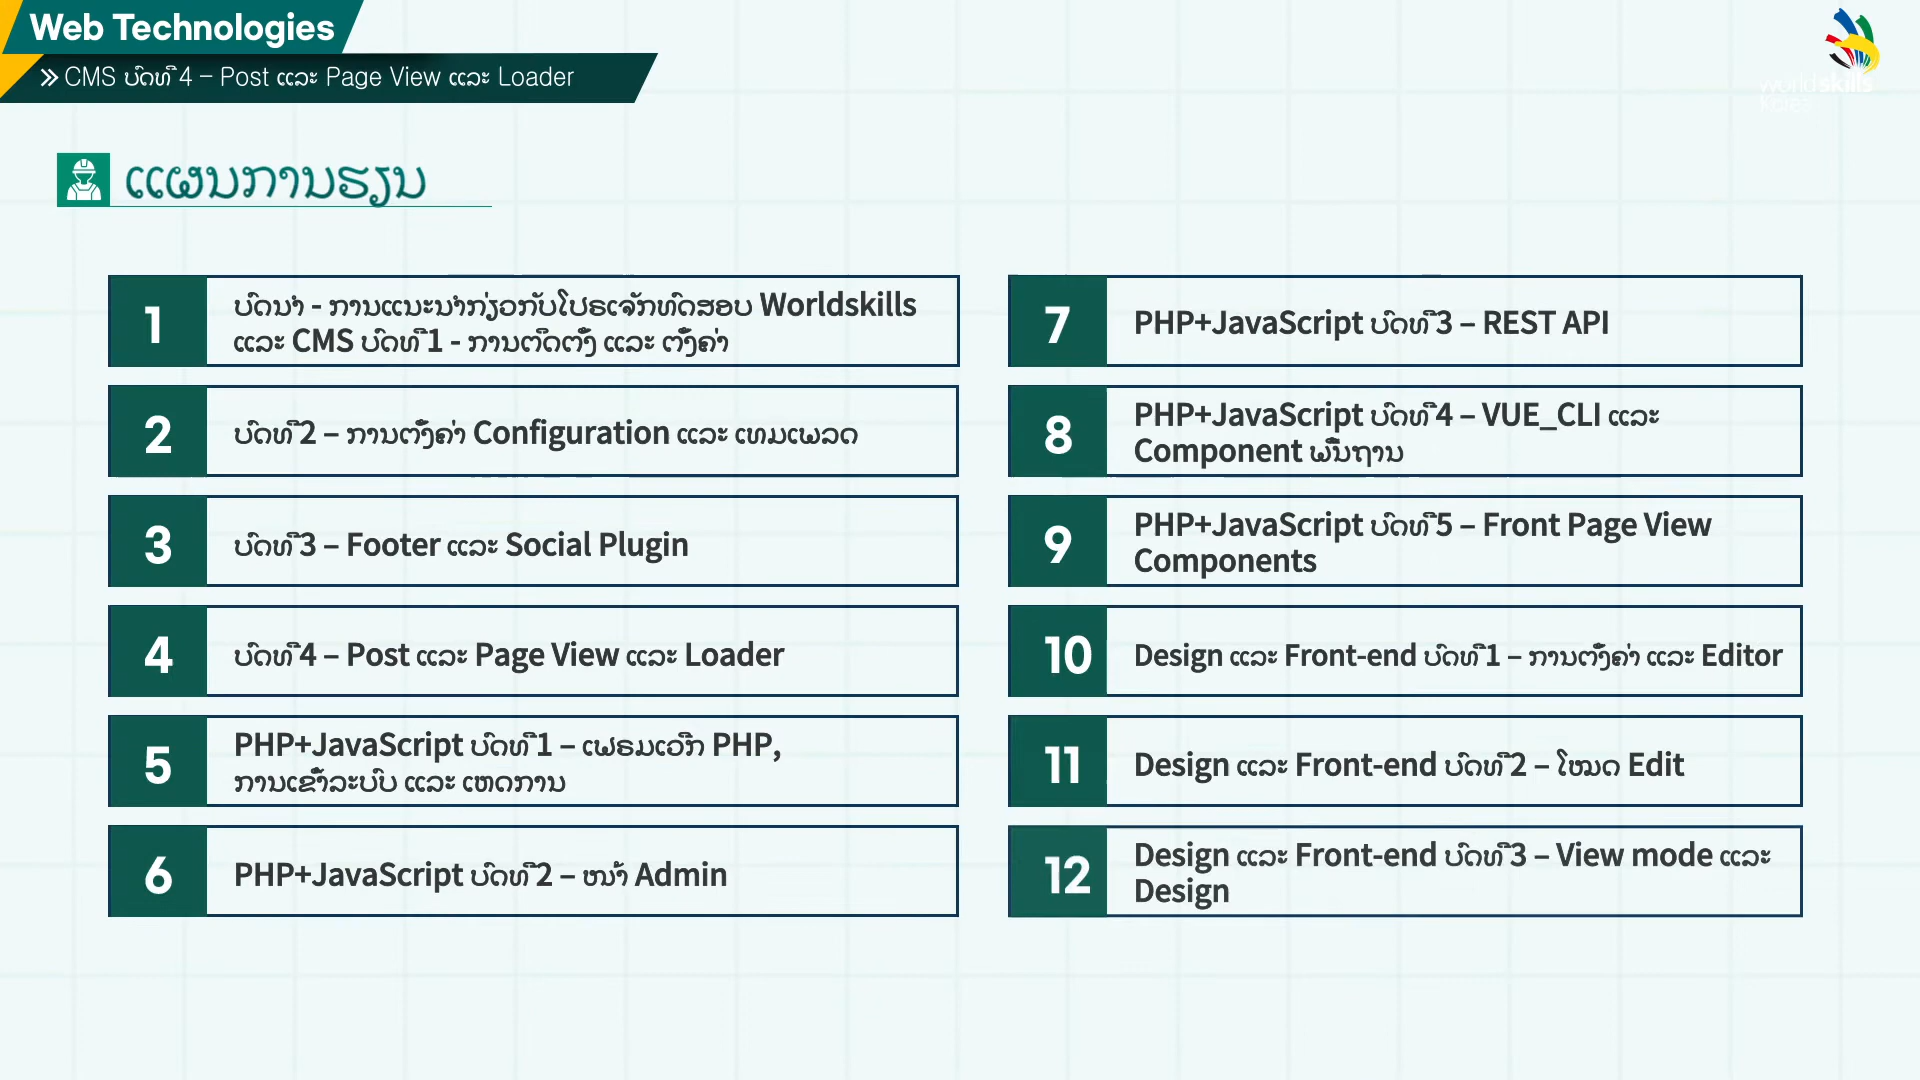 Web Technologies
CMS ບົດທີ 4 – Post ແລະ Page View ແລະ Loader
worldskills
Korea
ແຜນການຮຽນ
1
ບົດນຳ - ການແນະນຳກ່ຽວກັບໂປຣເຈັກທົດສອບ Worldskills
ແລະ CMS ບົດທີ 1 - ການຕິດຕັ້ງ ແລະ ຕັ້ງຄ່າ
2
ບົດທີ 2 – ການຕັ້ງຄ່າ Configuration ແລະ ເທມເພລດ
3
ບົດທີ 3 – Footer ແລະ Social Plugin
4
ບົດທີ 4 – Post ແລະ Page View ແລະ Loader
5
PHP+JavaScript ບົດທີ 1 – ເຟຣມເວີກ PHP,
ການເຂົ້າລະບົບ ແລະ ເຫດການ
6
PHP+JavaScript ບົດທີ 2 – ໜ້າ Admin
7
PHP+JavaScript ບົດທີ 3 – REST API
8
PHP+JavaScript ບົດທີ 4 – VUE_CLI ແລະ
Component ພື້ນຖານ
9
PHP+JavaScript ບົດທີ 5 – Front Page View
Components
10
Design ແລະ Front-end ບົດທີ 1 – ການຕັ້ງຄ່າ ແລະ Editor
11
Design ແລະ Front-end ບົດທີ 2 – ໂໝດ Edit
12
Design ແລະ Front-end ບົດທີ 3 – View mode ແລະ
Design